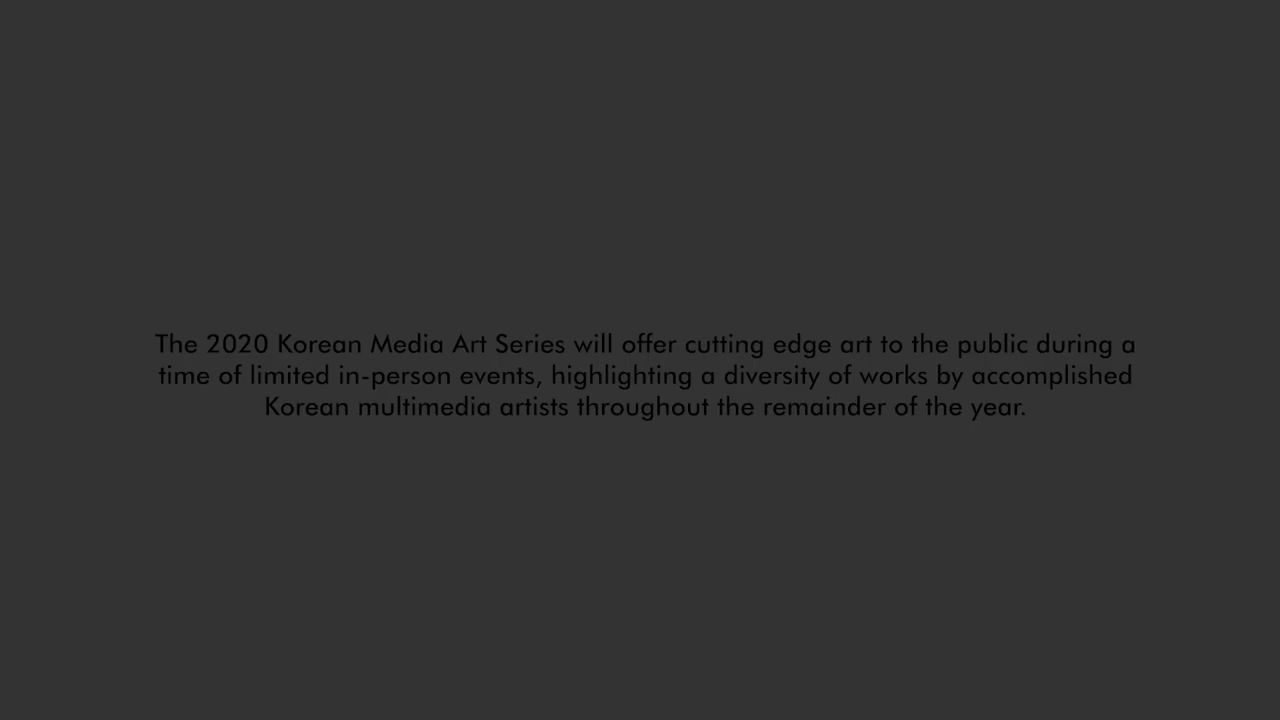 The 2020 Korean Media Art Series will offer cutting edge art to the public during a
time of limited in-person events, highlighting a diversity of works by accomplished
Korean multimedia artists throughout the remainder of the year.